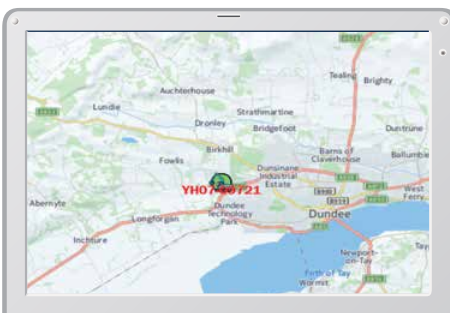 Tealing
Brighty
Auchterhouse
Lundie
Strathmartine
Dronley
Bridgefoot
Duntrune
Birkhill
Barns of
Claverhouse
Ballumbie
Fowlis
Dunsinane
Industrial
Estate
West
Ferry
Abernyte
Dundee
Technology
Park
Longforgan
Dundee
Inchture
Newport-
on-Tay
Tay
Firth of Tay
Wormit